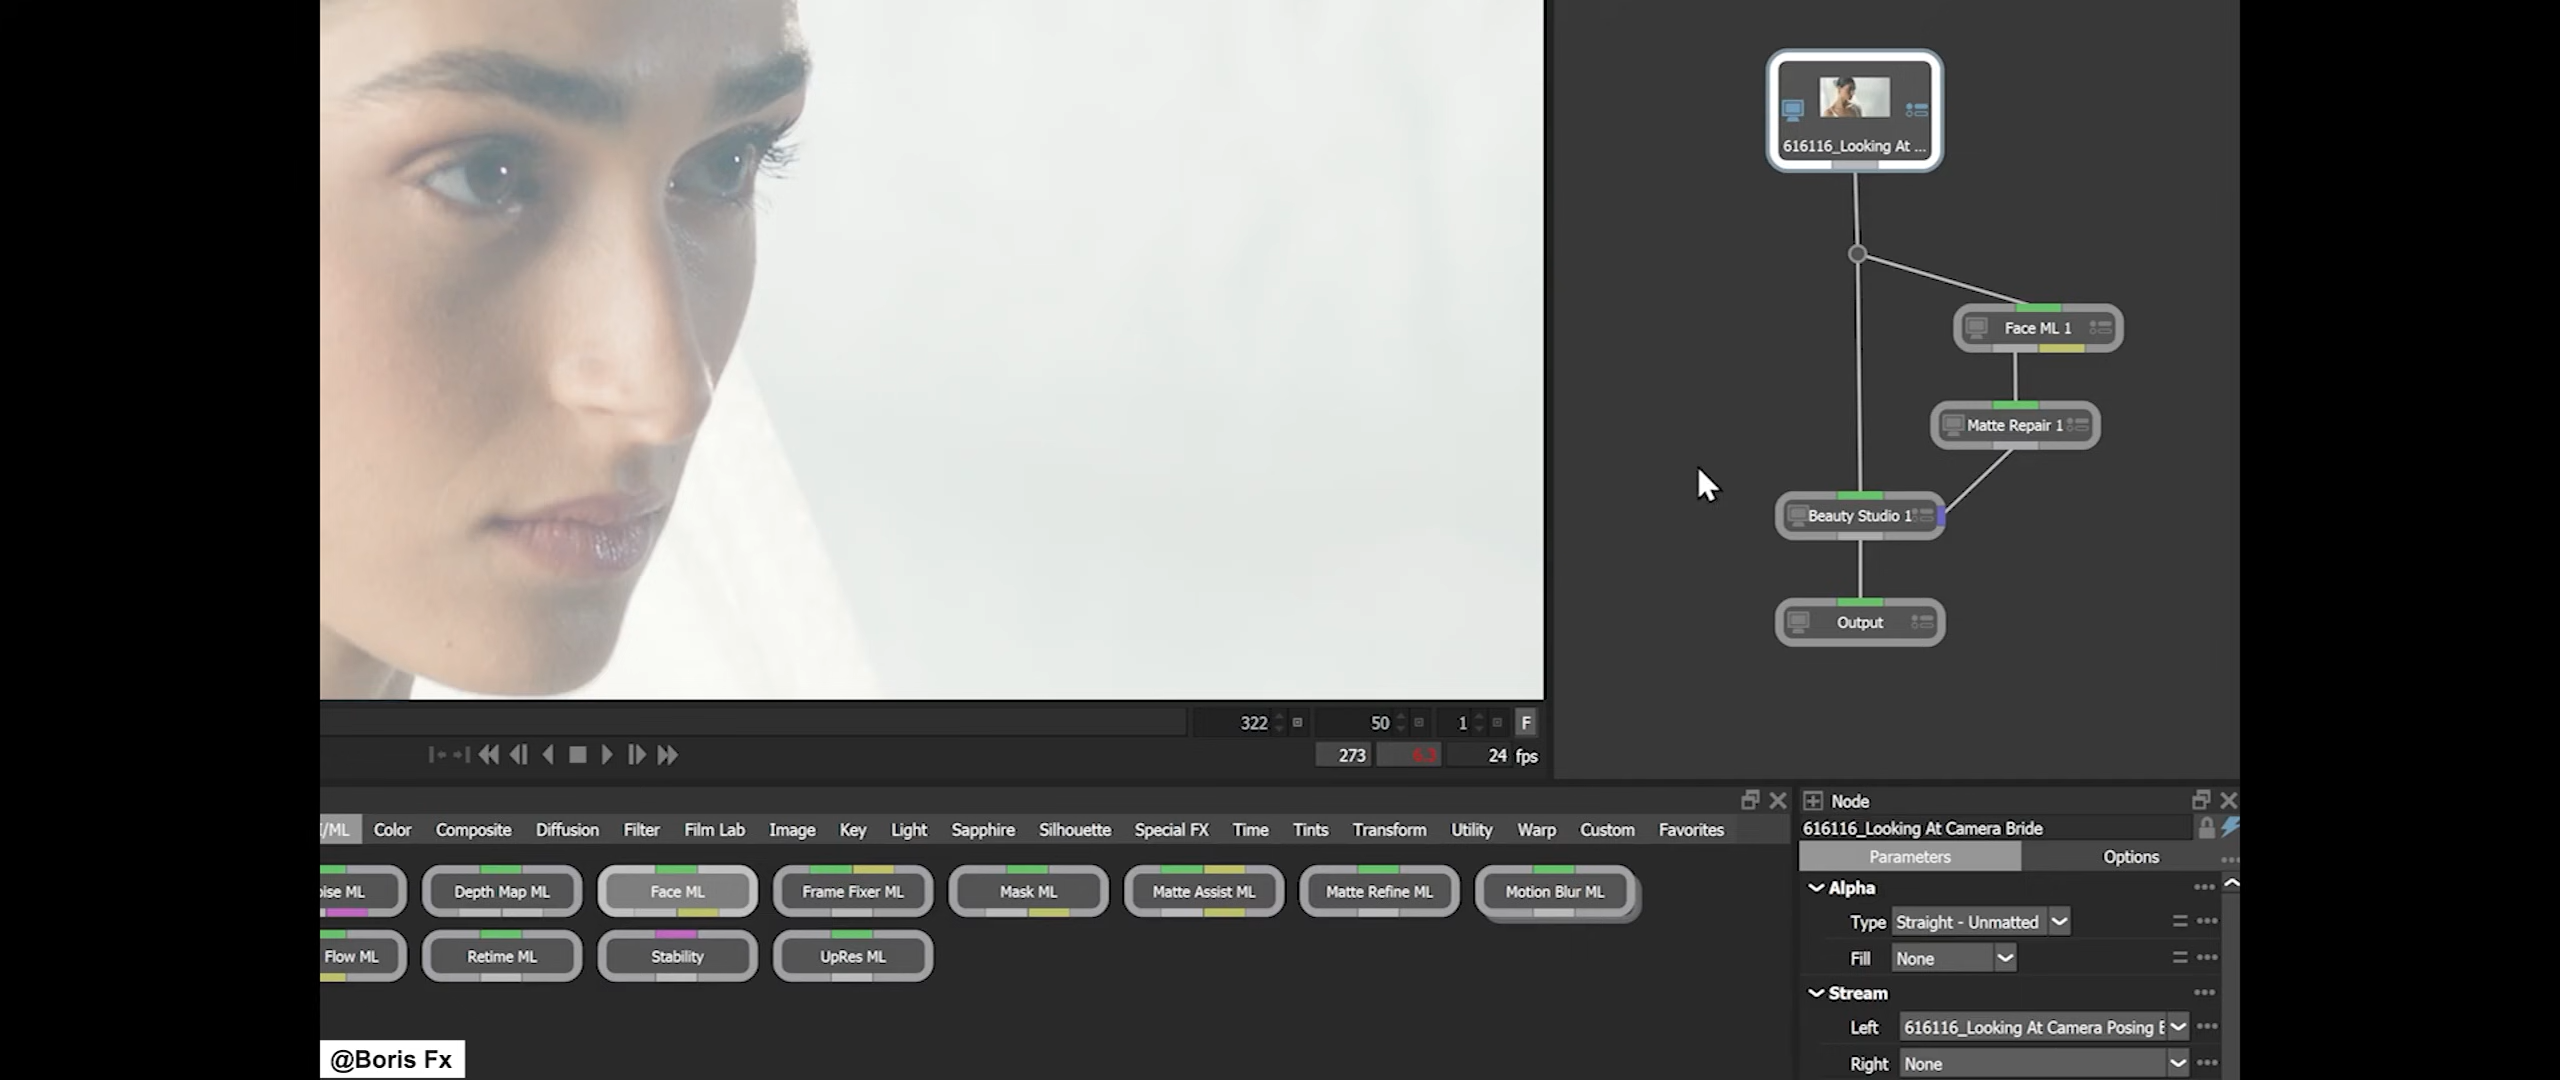 616116_Looking At ...
Face ML 1
Matte Repair 1
Beauty Studio 1
Output
322 50 1 F
273 24 fps
/ML Color Composite Diffusion Filter Film Lab Image Key Light Sapphire Silhouette Special FX Time Tints Transform Utility Warp Custom Favorites
oise ML Depth Map ML Face ML Frame Fixer ML Mask ML Matte Assist ML Matte Refine ML Motion Blur ML
Flow ML Retime ML Stability UpRes ML
@Boris Fx
Node
616116_Looking At Camera Bride
Parameters Options
Alpha
Type Straight - Unmatted
Fill None
Stream
Left 616116_Looking At Camera Posing E
Right None